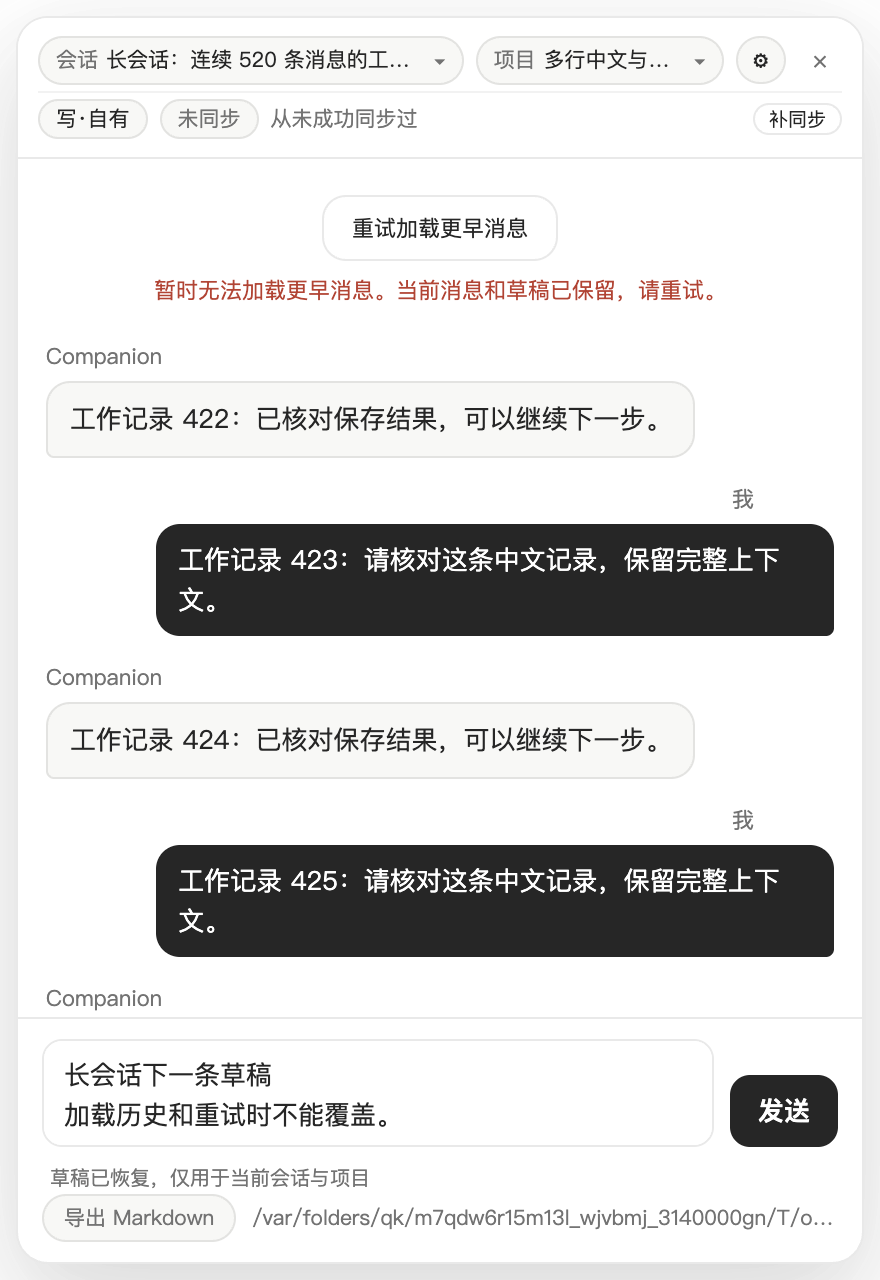 会话 长会话：连续 520 条消息的工… 项目 多行中文与…
写·自有 未同步 从未成功同步过 补同步
重试加载更早消息
暂时无法加载更早消息。当前消息和草稿已保留，请重试。
Companion
工作记录 422：已核对保存结果，可以继续下一步。
我
工作记录 423：请核对这条中文记录，保留完整上下
文。
Companion
工作记录 424：已核对保存结果，可以继续下一步。
我
工作记录 425：请核对这条中文记录，保留完整上下
文。
Companion
长会话下一条草稿
加载历史和重试时不能覆盖。
发送
草稿已恢复，仅用于当前会话与项目
导出 Markdown /var/folders/qk/m7qdw6r15m13l_wjvbmj_3140000gn/T/o…